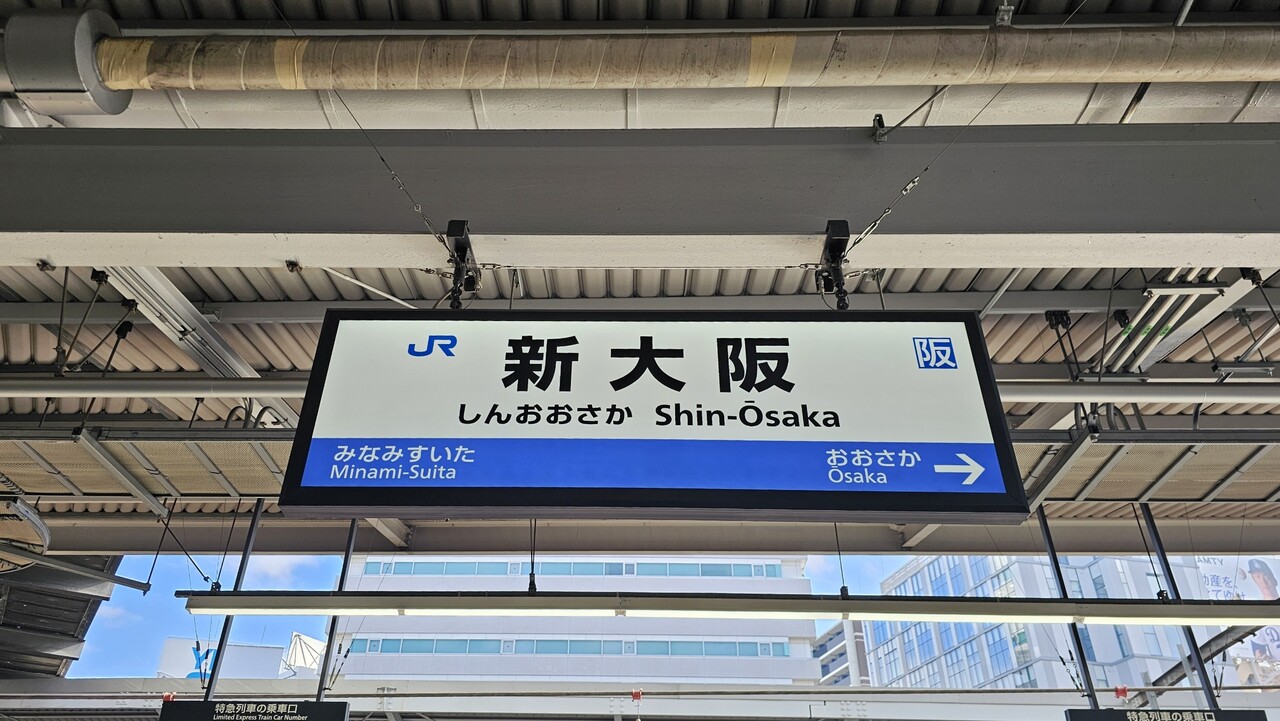 JR
新大阪
阪
しんおおさか Shin-Ōsaka
みなみすいた
Minami-Suita
おおさか
Ōsaka
特急列車の乗車口
Limited Express Train Car Number
特急列車の乗車口